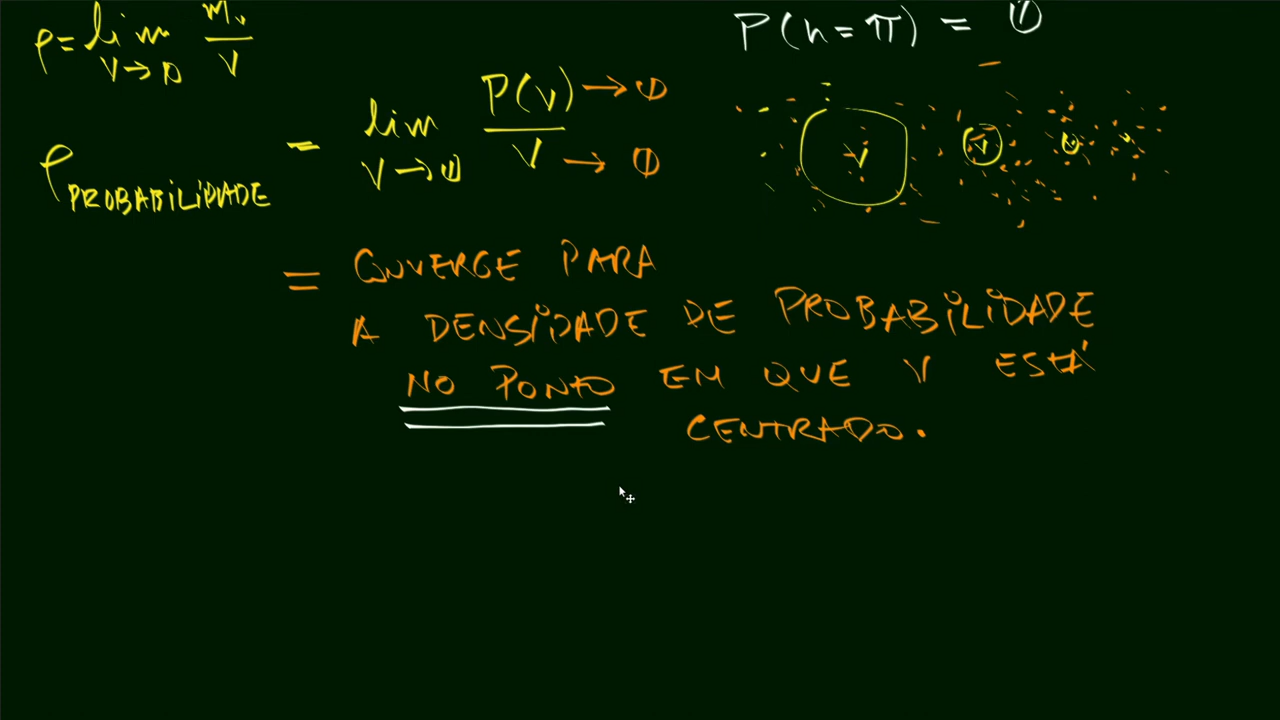 ρ = lim V→0 mᵥ/V
P(n=π) = 0
ρ PROBABILIDADE = lim V→0 P(V)→0 / V→0
V V V
= CONVERGE PARA
A DENSIDADE DE PROBABILIDADE
NO PONTO EM QUE V ESTÁ
CENTRADO.